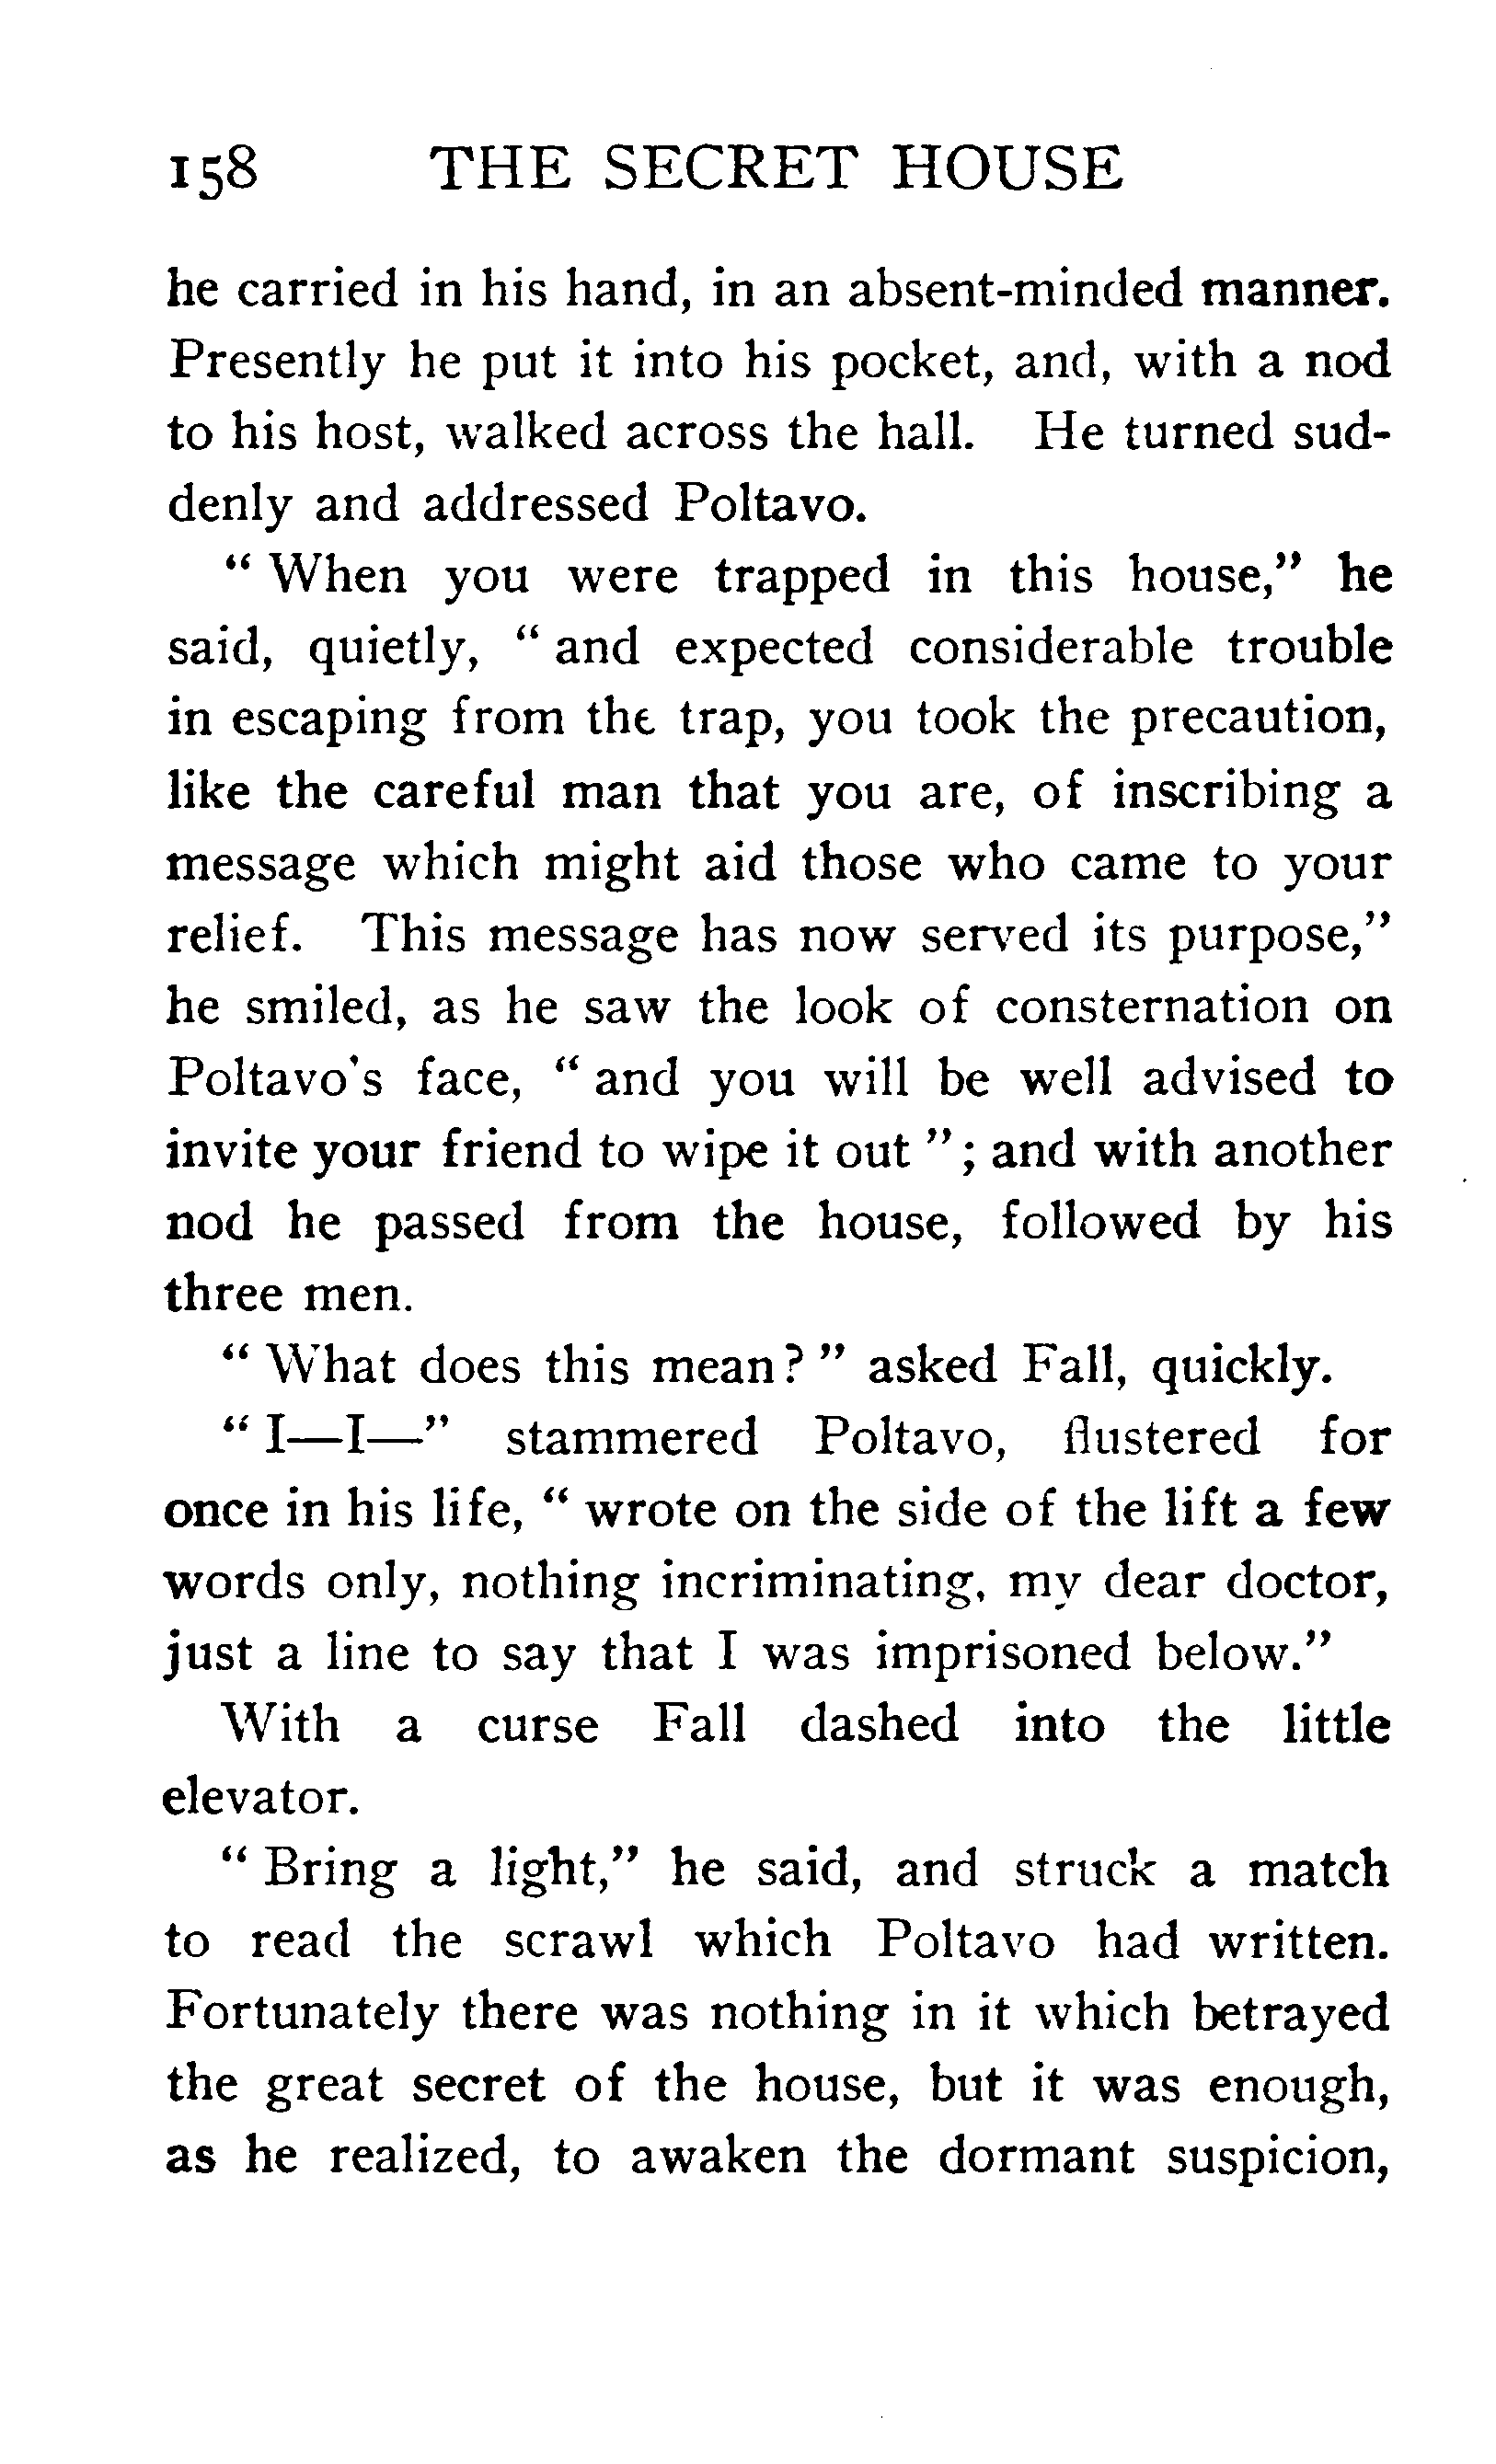 158 THE SECRET HOUSE
he carried in his hand, in an absent-minded manner.
Presently he put it into his pocket, and, with a nod
to his host, walked across the hall. He turned sud-
denly and addressed Poltavo.
“ When you were trapped in this house,” he
said, quietly, “ and expected considerable trouble
in escaping from the trap, you took the precaution,
like the careful man that you are, of inscribing a
message which might aid those who came to your
relief. This message has now served its purpose,”
he smiled, as he saw the look of consternation on
Poltavo's face, “ and you will be well advised to
invite your friend to wipe it out ”; and with another
nod he passed from the house, followed by his
three men.
“ What does this mean? ” asked Fall, quickly.
“ I—I—” stammered Poltavo, flustered for
once in his life, “ wrote on the side of the lift a few
words only, nothing incriminating, my dear doctor,
just a line to say that I was imprisoned below.”
With a curse Fall dashed into the little
elevator.
“ Bring a light,” he said, and struck a match
to read the scrawl which Poltavo had written.
Fortunately there was nothing in it which betrayed
the great secret of the house, but it was enough,
as he realized, to awaken the dormant suspicion,